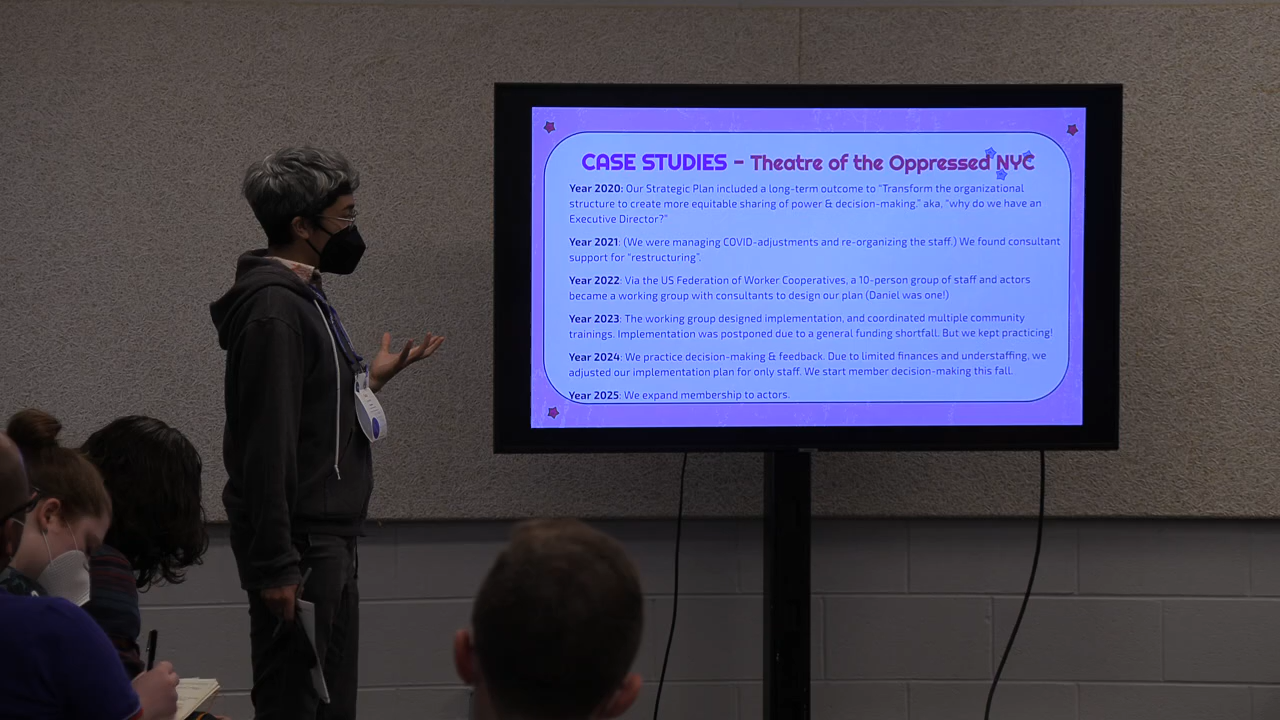 CASE STUDIES – Theatre of the Oppressed NYC
Year 2020: Our Strategic Plan included a long-term outcome to “Transform the organizational
structure to create more equitable sharing of power & decision-making.” aka, “why do we have an
Executive Director?”
Year 2021: (We were managing COVID-adjustments and re-organizing the staff.) We found consultant
support for “restructuring”.
Year 2022: Via the US Federation of Worker Cooperatives, a 10-person group of staff and actors
became a working group with consultants to design our plan (Daniel was one!)
Year 2023: The working group designed implementation, and coordinated multiple community
trainings. Implementation was postponed due to a general funding shortfall. But we kept practicing!
Year 2024: We practice decision-making & feedback. Due to limited finances and understaffing, we
adjusted our implementation plan for only staff. We start member decision-making this fall.
Year 2025: We expand membership to actors.